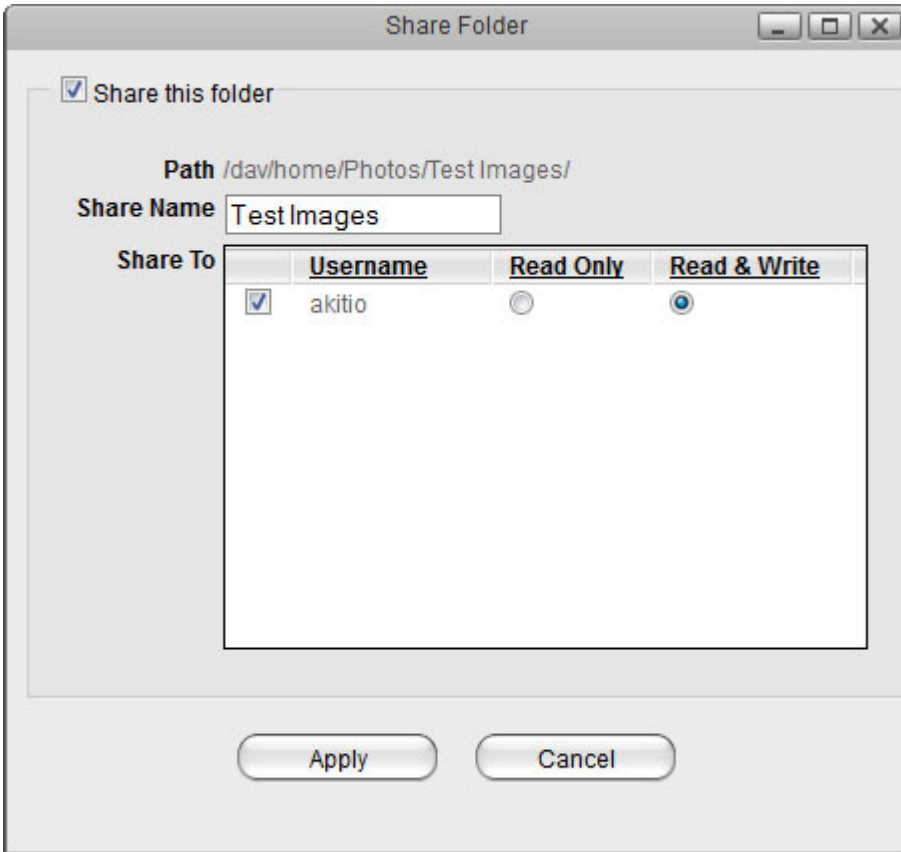 Share Folder
Share this folder
Path /dav/home/Photos/Test Images/
Share Name Test Images
Share To Username Read Only Read & Write
akitio
Apply Cancel